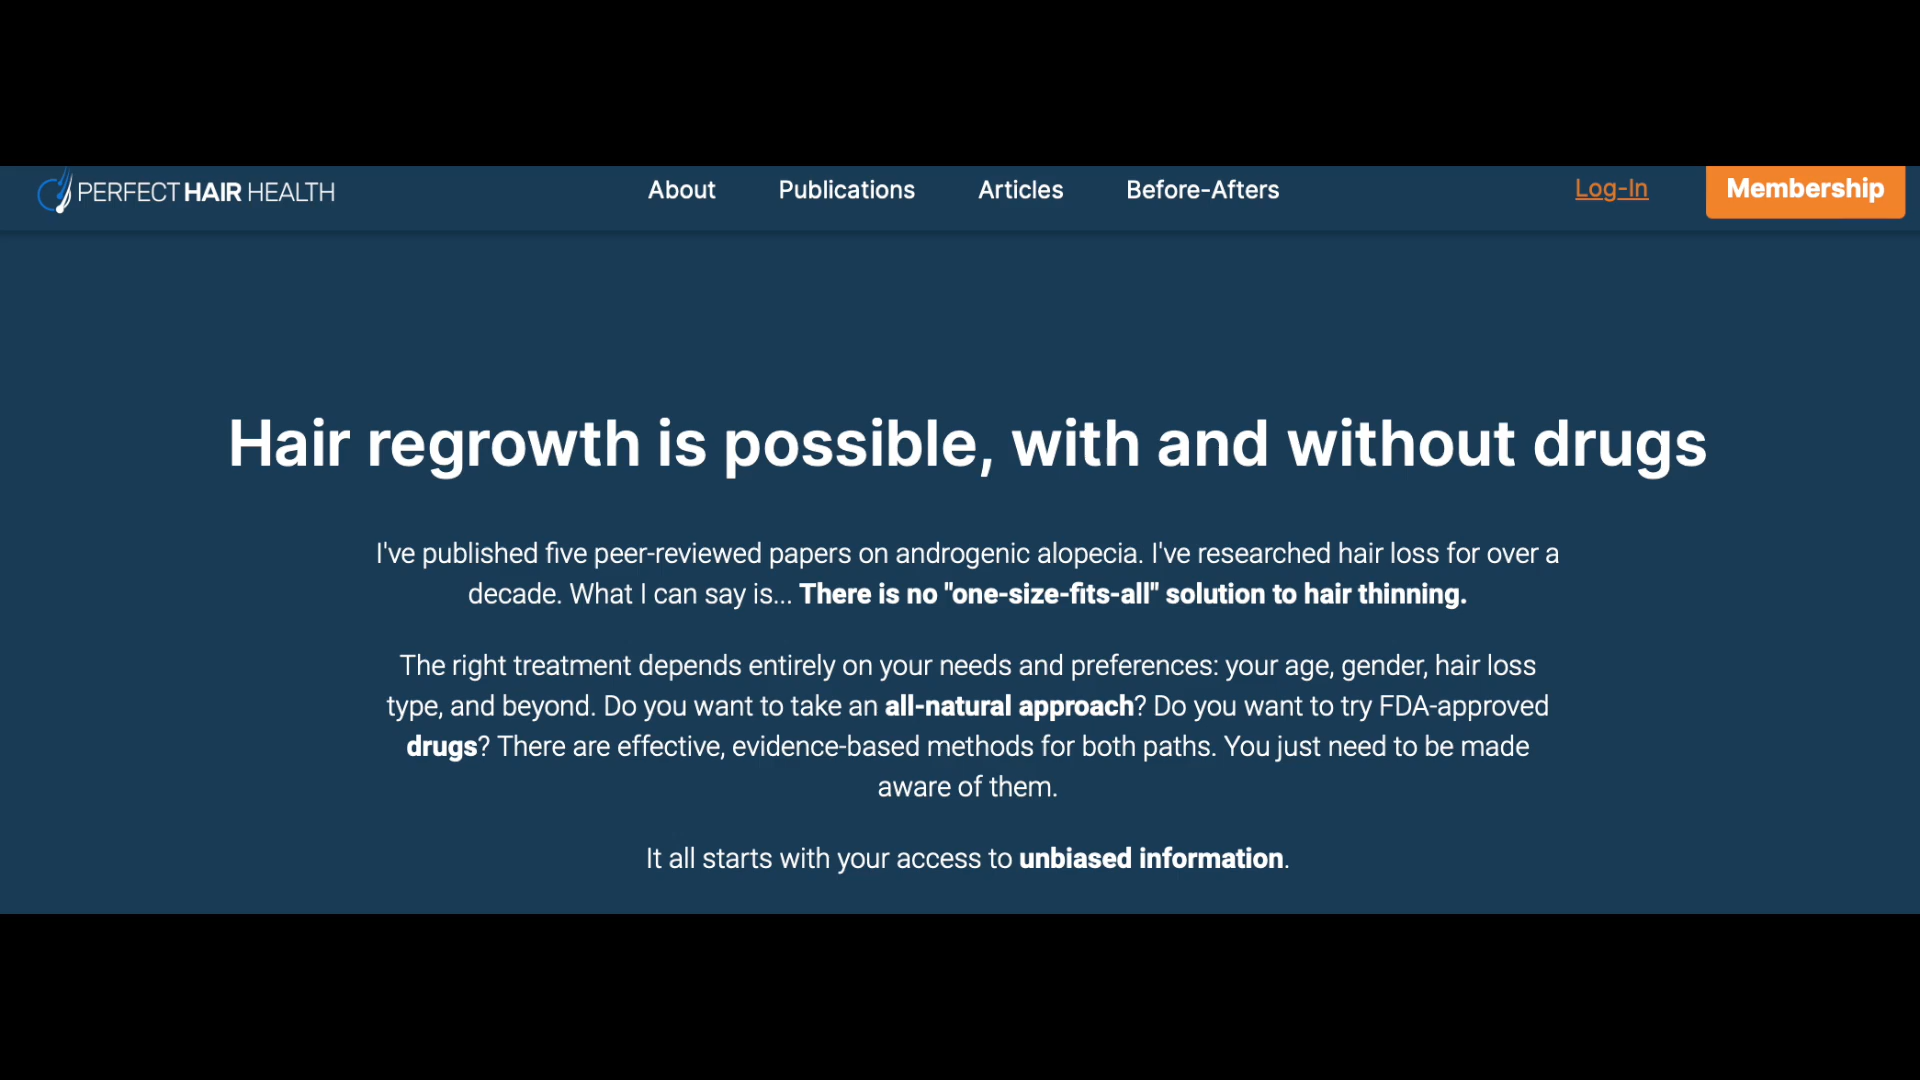 PERFECT HAIR HEALTH
About
Publications
Articles
Before-Afters
Log-In
Membership
Hair regrowth is possible, with and without drugs
I've published five peer-reviewed papers on androgenic alopecia. I've researched hair loss for over a
decade. What I can say is... There is no "one-size-fits-all" solution to hair thinning.
The right treatment depends entirely on your needs and preferences: your age, gender, hair loss
type, and beyond. Do you want to take an all-natural approach? Do you want to try FDA-approved
drugs? There are effective, evidence-based methods for both paths. You just need to be made
aware of them.
It all starts with your access to unbiased information.